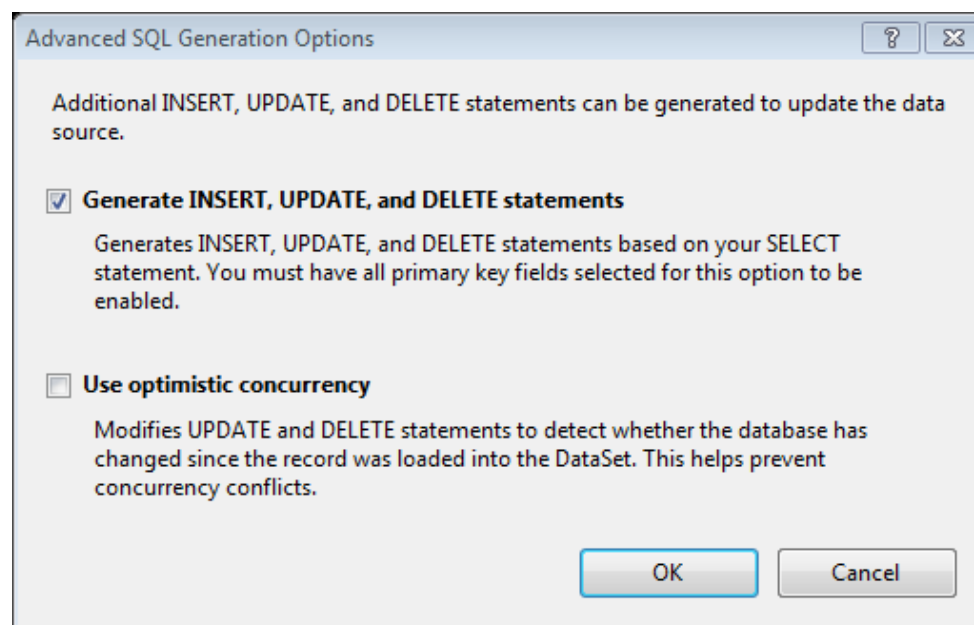 Advanced SQL Generation Options
Additional INSERT, UPDATE, and DELETE statements can be generated to update the data
source.
Generate INSERT, UPDATE, and DELETE statements
Generates INSERT, UPDATE, and DELETE statements based on your SELECT
statement. You must have all primary key fields selected for this option to be
enabled.
Use optimistic concurrency
Modifies UPDATE and DELETE statements to detect whether the database has
changed since the record was loaded into the DataSet. This helps prevent
concurrency conflicts.
OK Cancel